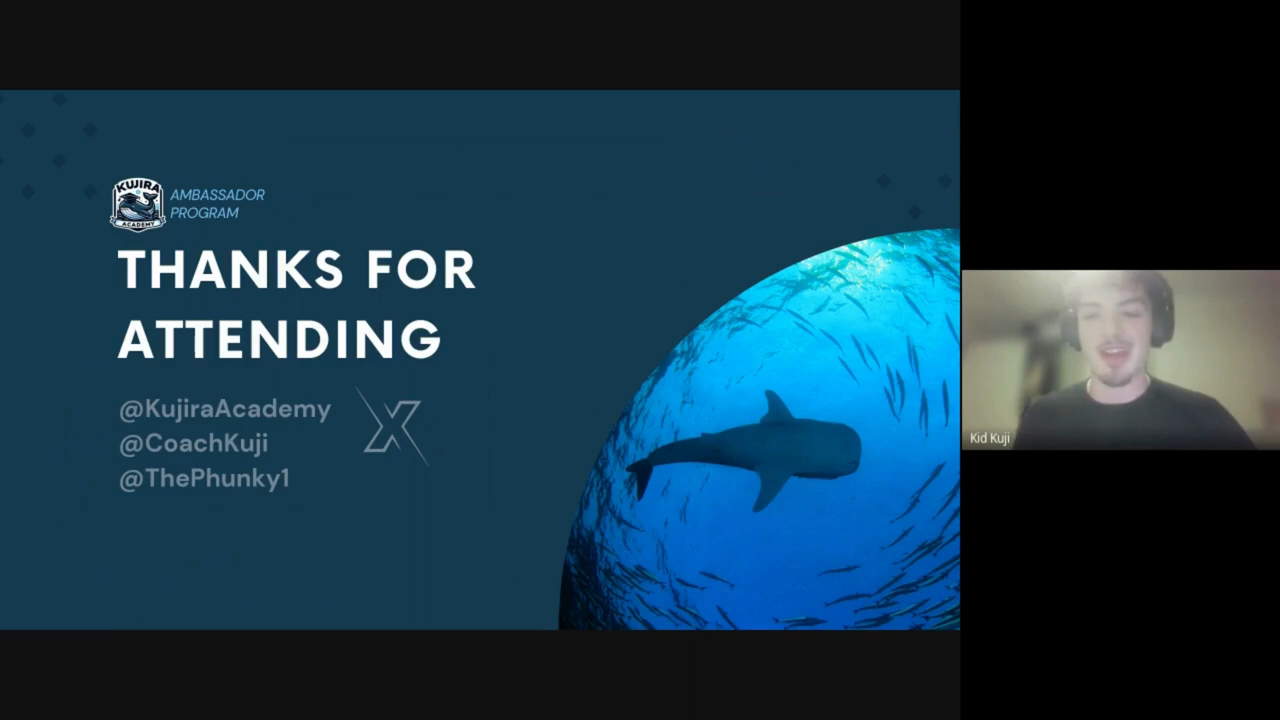 KUJIRA
ACADEMY
AMBASSADOR
PROGRAM
THANKS FOR
ATTENDING
@KujiraAcademy
@CoachKuji
@ThePhunky1
X
Kid Kuji